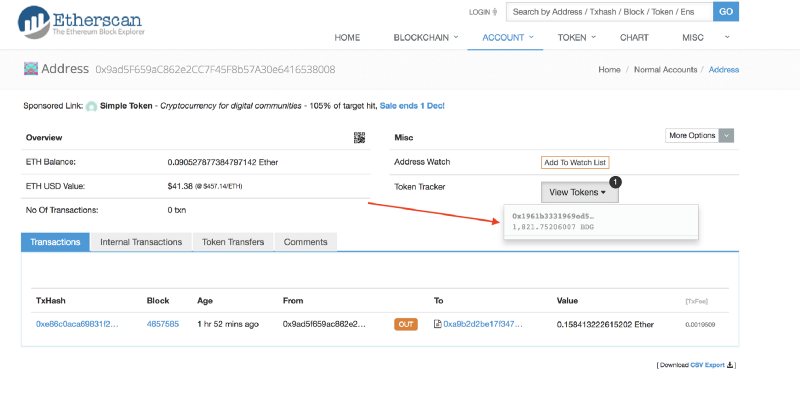 Etherscan
The Ethereum Block Explorer
LOGIN
Search by Address / Txhash / Block / Token / Ens
GO
HOME BLOCKCHAIN ACCOUNT TOKEN CHART MISC
Address 0x9ad5F659aC862e2CC7F45F8b57A30e6416538008
Home / Normal Accounts / Address
Sponsored Link: Simple Token - Cryptocurrency for digital communities - 105% of target hit, Sale ends 1 Dec!
Overview
ETH Balance: 0.090527877384797142 Ether
ETH USD Value: $41.38 (@ $457.14/ETH)
No Of Transactions: 0 txn
Misc
More Options
Address Watch Add To Watch List
Token Tracker View Tokens 1
0x1961b3331969ed5...
1,821.75206007 HDG
Transactions Internal Transactions Token Transfers Comments
TxHash Block Age From To Value [TxFee]
0xe86c0aca69831f2... 4657585 1 hr 52 mins ago 0x9ad5f659ac862e2... OUT 0xa9b2d2be17f347... 0.158413222615202 Ether 0.0019509
[ Download CSV Export ]